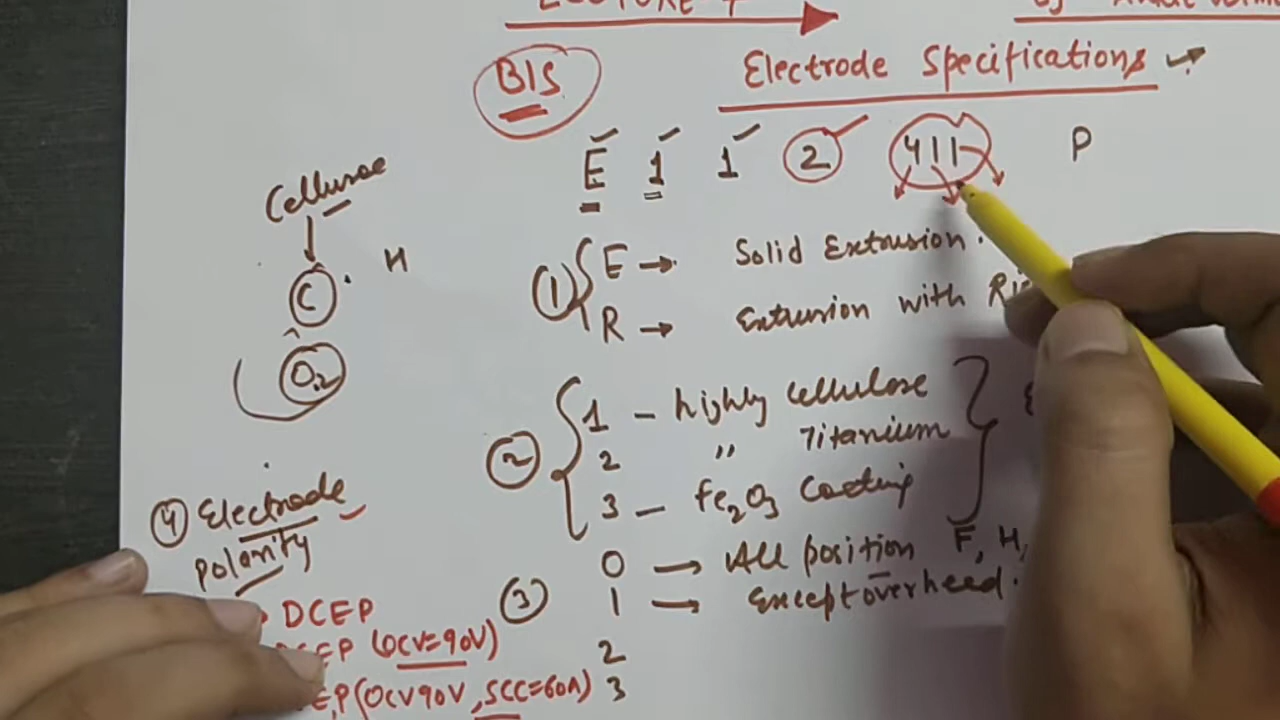 LECTURE-
BIS
Electrode Specifications
E 1 1 2 411 P
Cellulose
C
H
O2
1 E → Solid Extrusion.
R → Extrusion with
2 1 - highly cellulose
2 " Titanium
3 - Fe2O3 Coating
3 0 → All position F, H,
1 → Except overhead.
2
3
4 Electrode
polarity
DCEP
(OCV=90V)
(OCV 90V, SCC=60A)